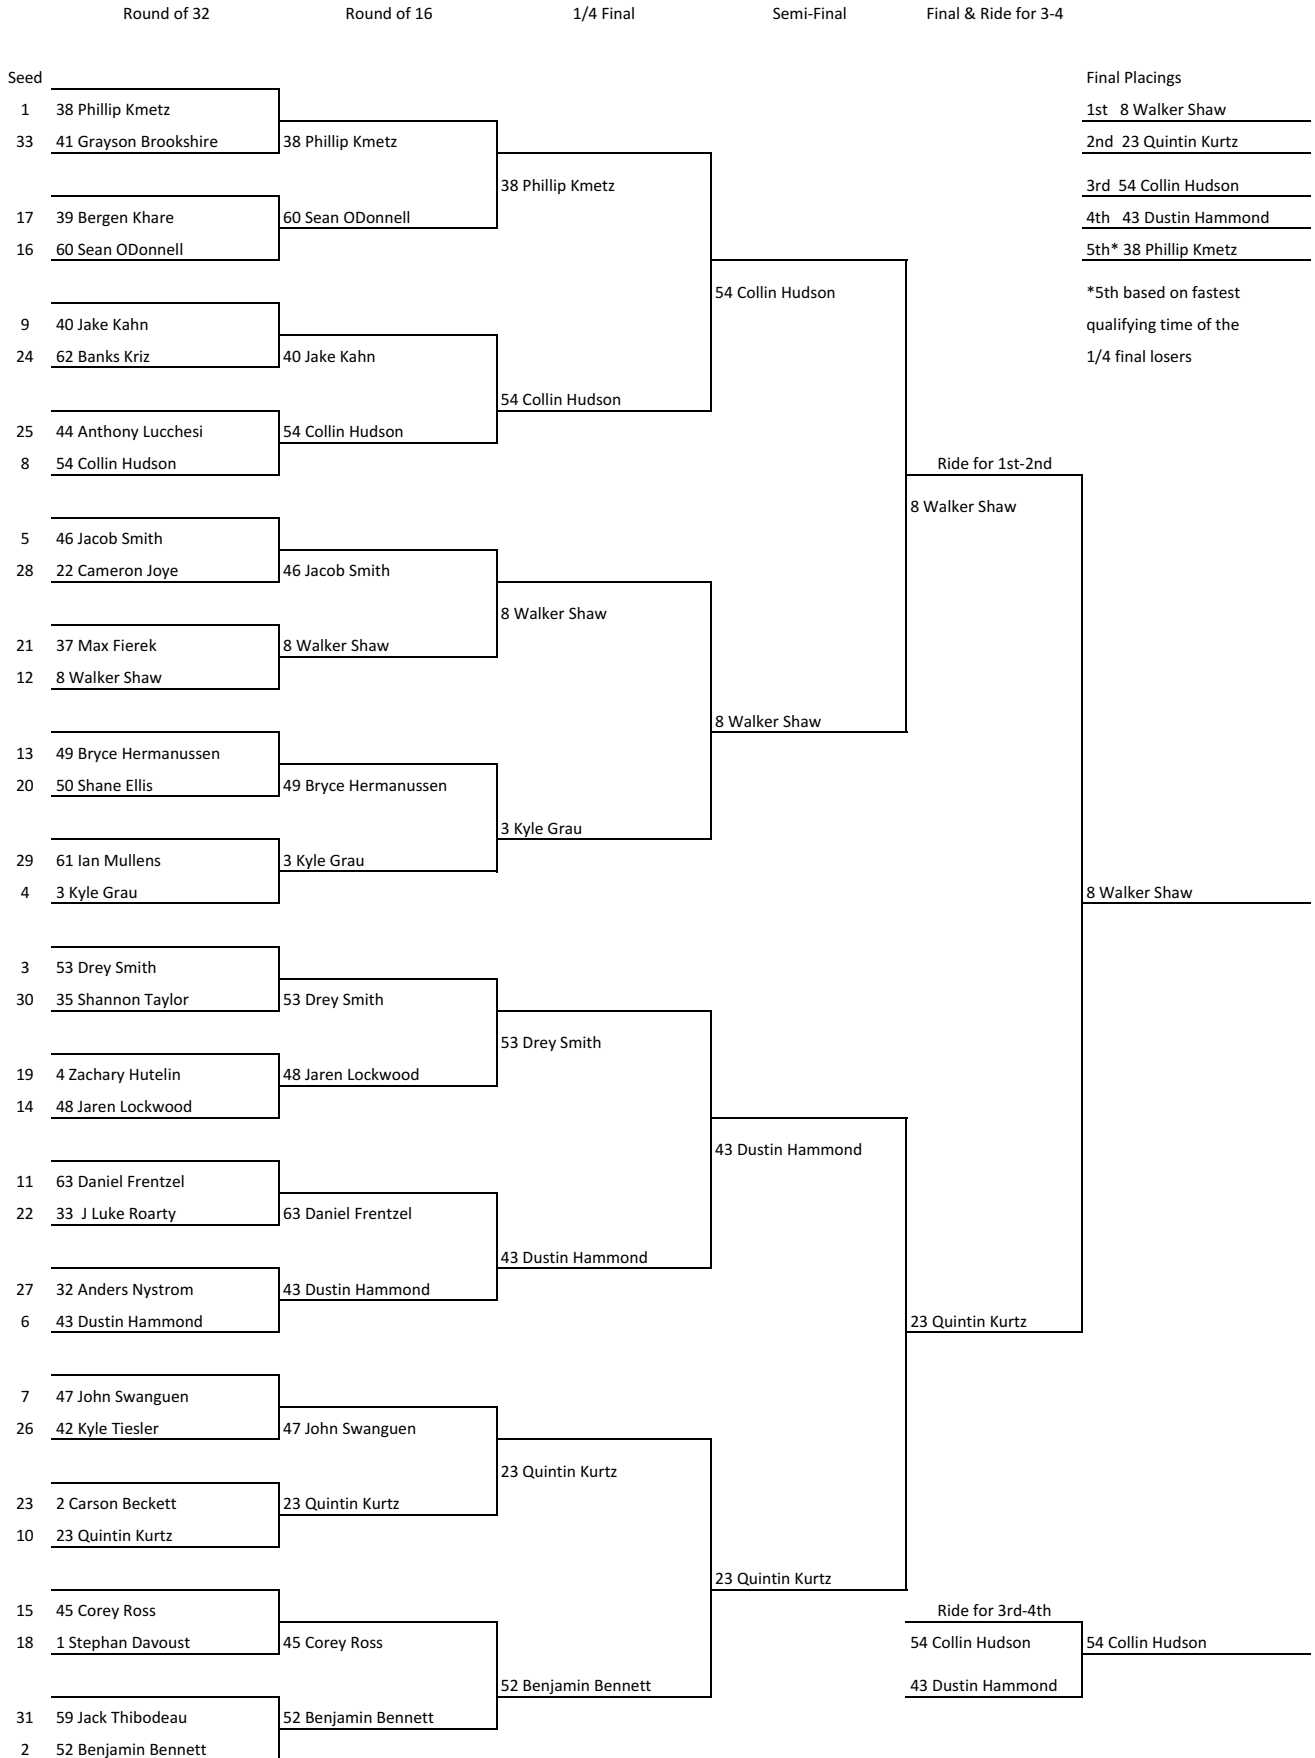 Round of 32 Round of 16 1/4 Final Semi-Final Final & Ride for 3-4
Seed Final Placings
1 38 Phillip Kmetz 1st 8 Walker Shaw
33 41 Grayson Brookshire 38 Phillip Kmetz 2nd 23 Quintin Kurtz
38 Phillip Kmetz 3rd 54 Collin Hudson
17 39 Bergen Khare 60 Sean ODonnell 4th 43 Dustin Hammond
16 60 Sean ODonnell 5th* 38 Phillip Kmetz
54 Collin Hudson *5th based on fastest
9 40 Jake Kahn qualifying time of the
24 62 Banks Kriz 40 Jake Kahn 1/4 final losers
54 Collin Hudson
25 44 Anthony Lucchesi 54 Collin Hudson
8 54 Collin Hudson Ride for 1st-2nd
8 Walker Shaw
5 46 Jacob Smith
28 22 Cameron Joye 46 Jacob Smith
8 Walker Shaw
21 37 Max Fierek 8 Walker Shaw
12 8 Walker Shaw
8 Walker Shaw
13 49 Bryce Hermanussen
20 50 Shane Ellis 49 Bryce Hermanussen
3 Kyle Grau
29 61 Ian Mullens 3 Kyle Grau
4 3 Kyle Grau 8 Walker Shaw
3 53 Drey Smith
30 35 Shannon Taylor 53 Drey Smith
53 Drey Smith
19 4 Zachary Hutelin 48 Jaren Lockwood
14 48 Jaren Lockwood
43 Dustin Hammond
11 63 Daniel Frentzel
22 33 J Luke Roarty 63 Daniel Frentzel
43 Dustin Hammond
27 32 Anders Nystrom 43 Dustin Hammond
6 43 Dustin Hammond 23 Quintin Kurtz
7 47 John Swanguen
26 42 Kyle Tiesler 47 John Swanguen
23 Quintin Kurtz
23 2 Carson Beckett 23 Quintin Kurtz
10 23 Quintin Kurtz
23 Quintin Kurtz
15 45 Corey Ross Ride for 3rd-4th
18 1 Stephan Davoust 45 Corey Ross 54 Collin Hudson 54 Collin Hudson
52 Benjamin Bennett 43 Dustin Hammond
31 59 Jack Thibodeau 52 Benjamin Bennett
2 52 Benjamin Bennett